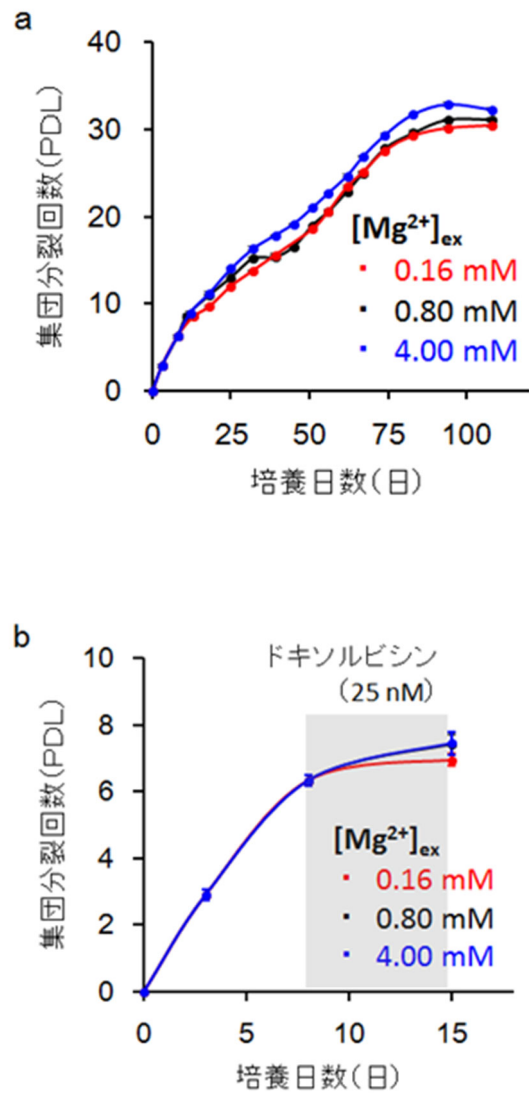 a
集団分裂回数(PDL)
40
30
20
10
0
[Mg²⁺]ex
0.16 mM
0.80 mM
4.00 mM
0 25 50 75 100
培養日数(日)
b
集団分裂回数(PDL)
10
8
6
4
2
0
ドキソルビシン
(25 nM)
[Mg²⁺]ex
0.16 mM
0.80 mM
4.00 mM
0 5 10 15
培養日数(日)